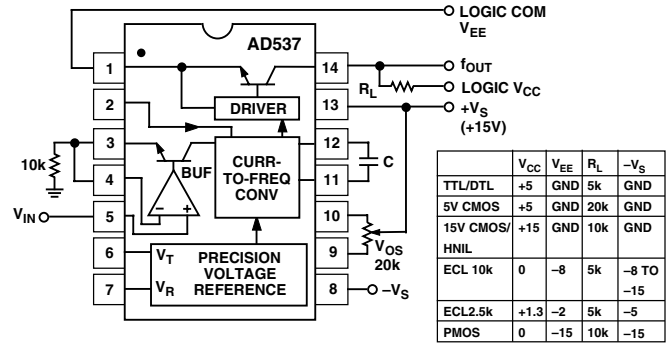 LOGIC COM
VEE
AD537
1
14
fOUT
RL
LOGIC VCC
2
DRIVER
13
+VS
(+15V)
10k
3
BUF
CURR-
TO-FREQ
CONV
12
C
4
11
VIN
5
10
VOS
20k
6
VT
PRECISION
VOLTAGE
REFERENCE
9
7
VR
8
–VS
VCC VEE RL –VS
TTL/DTL +5 GND 5k GND
5V CMOS +5 GND 20k GND
15V CMOS/ +15 GND 10k GND
HNIL
ECL 10k 0 –8 5k –8 TO
–15
ECL2.5k +1.3 –2 5k –5
PMOS 0 –15 10k –15